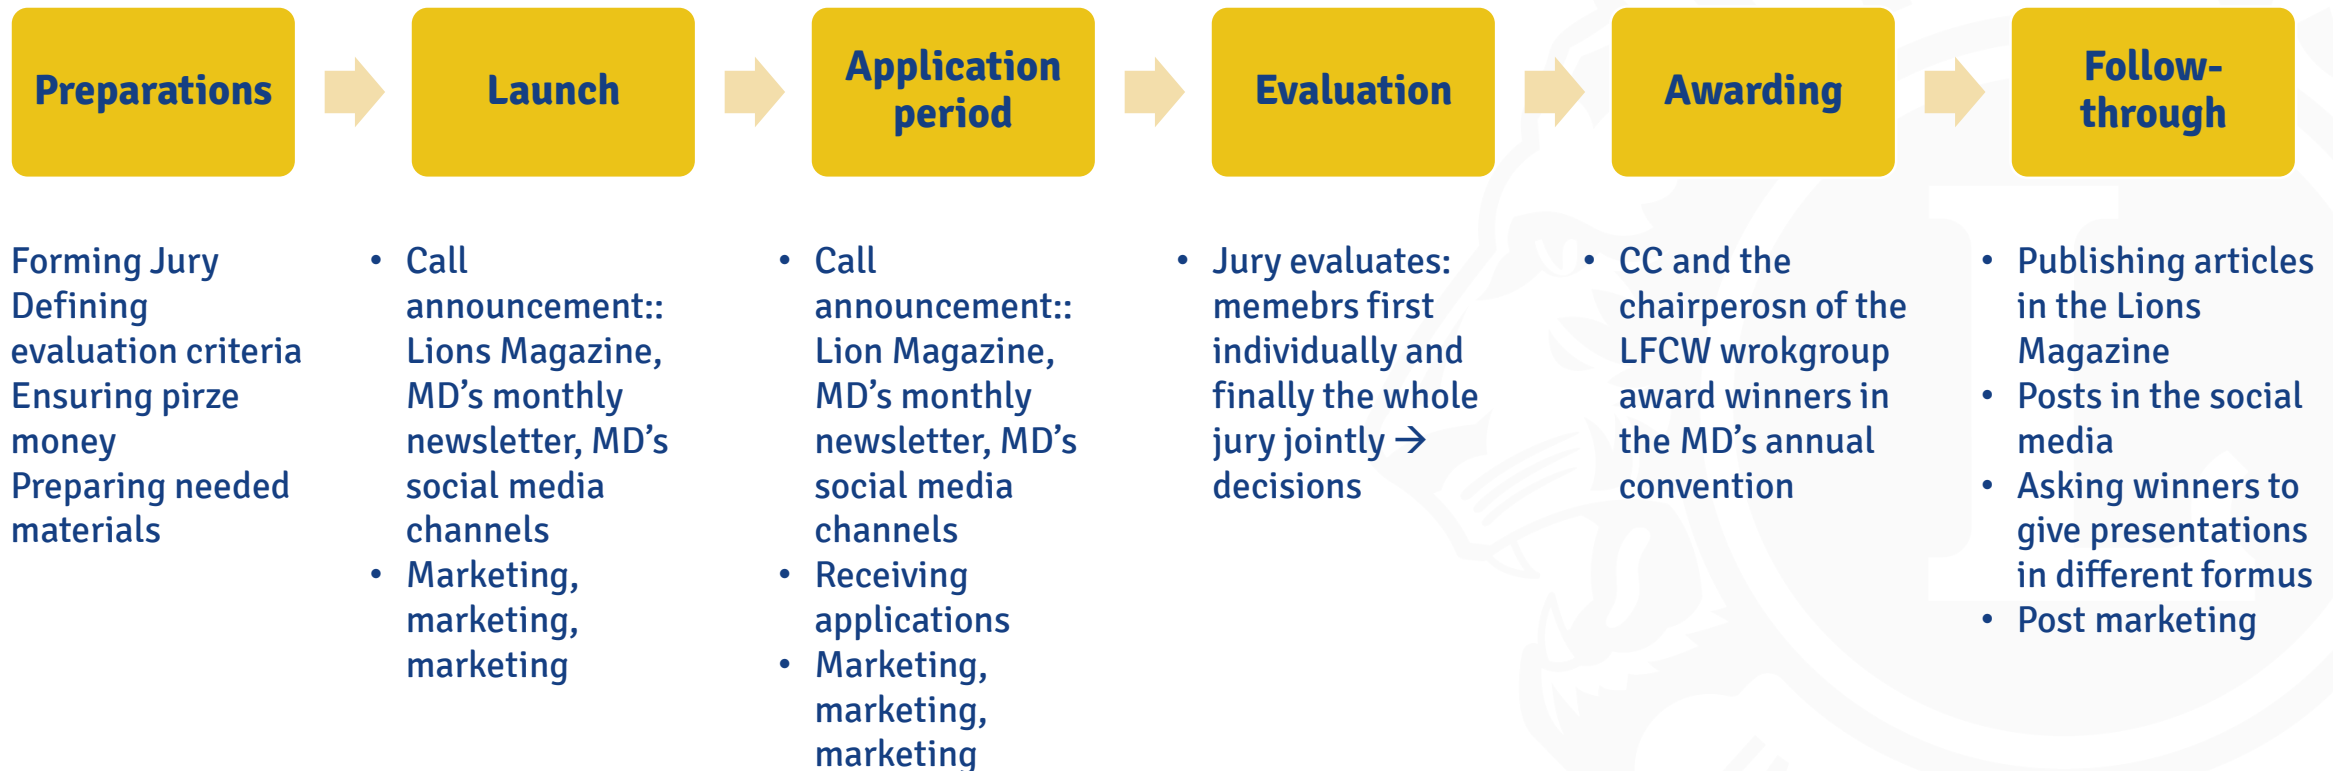 Preparations
Launch
Application
period
Evaluation
Awarding
Follow-
through
Forming Jury
Defining
evaluation criteria
Ensuring pirze
money
Preparing needed
materials
• Call
announcement::
Lions Magazine,
MD’s monthly
newsletter, MD’s
social media
channels
• Marketing,
marketing,
marketing
• Call
announcement::
Lion Magazine,
MD’s monthly
newsletter, MD’s
social media
channels
• Receiving
applications
• Marketing,
marketing,
marketing
• Jury evaluates:
memebrs first
individually and
finally the whole
jury jointly →
decisions
• CC and the
chairperosn of the
LFCW wrokgroup
award winners in
the MD’s annual
convention
• Publishing articles
in the Lions
Magazine
• Posts in the social
media
• Asking winners to
give presentations
in different formus
• Post marketing
L